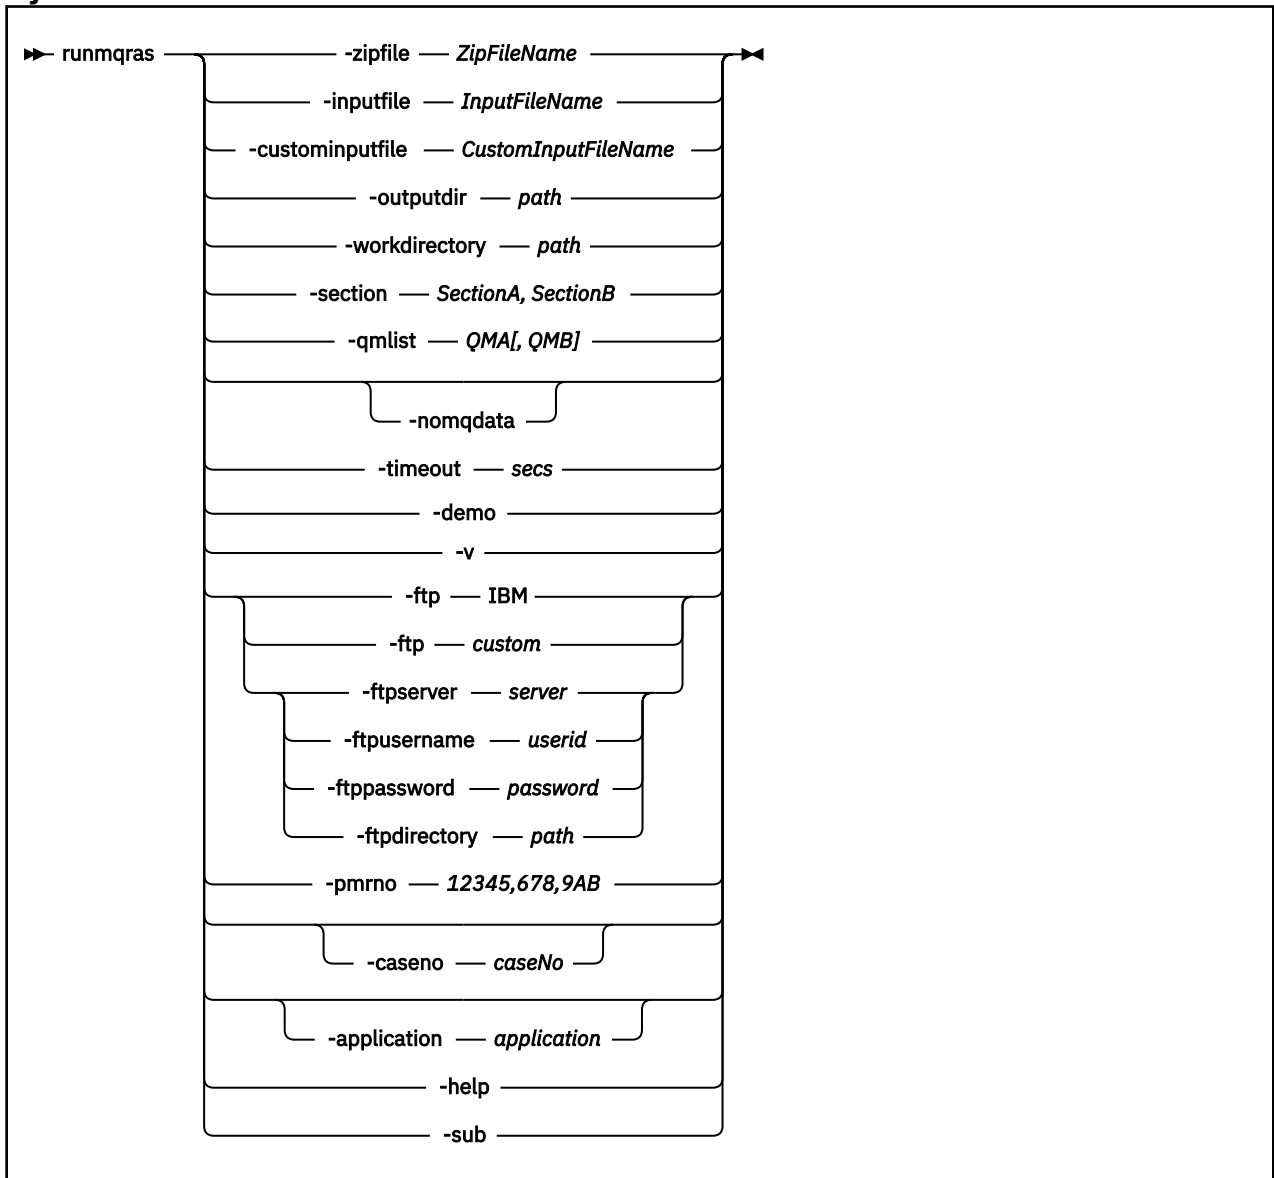 runmqras -zipfile ZipFileName
-inputfile InputFileName
-custominputfile CustomInputFileName
-outputdir path
-workdirectory path
-section SectionA, SectionB
-qmlist QMA[, QMB]
-nomqdata
-timeout secs
-demo
-v
-ftp IBM
-ftp custom
-ftpserver server
-ftpusername userid
-ftppassword password
-ftpdirectory path
-pmrno 12345,678,9AB
-caseno caseNo
-application application
-help
-sub